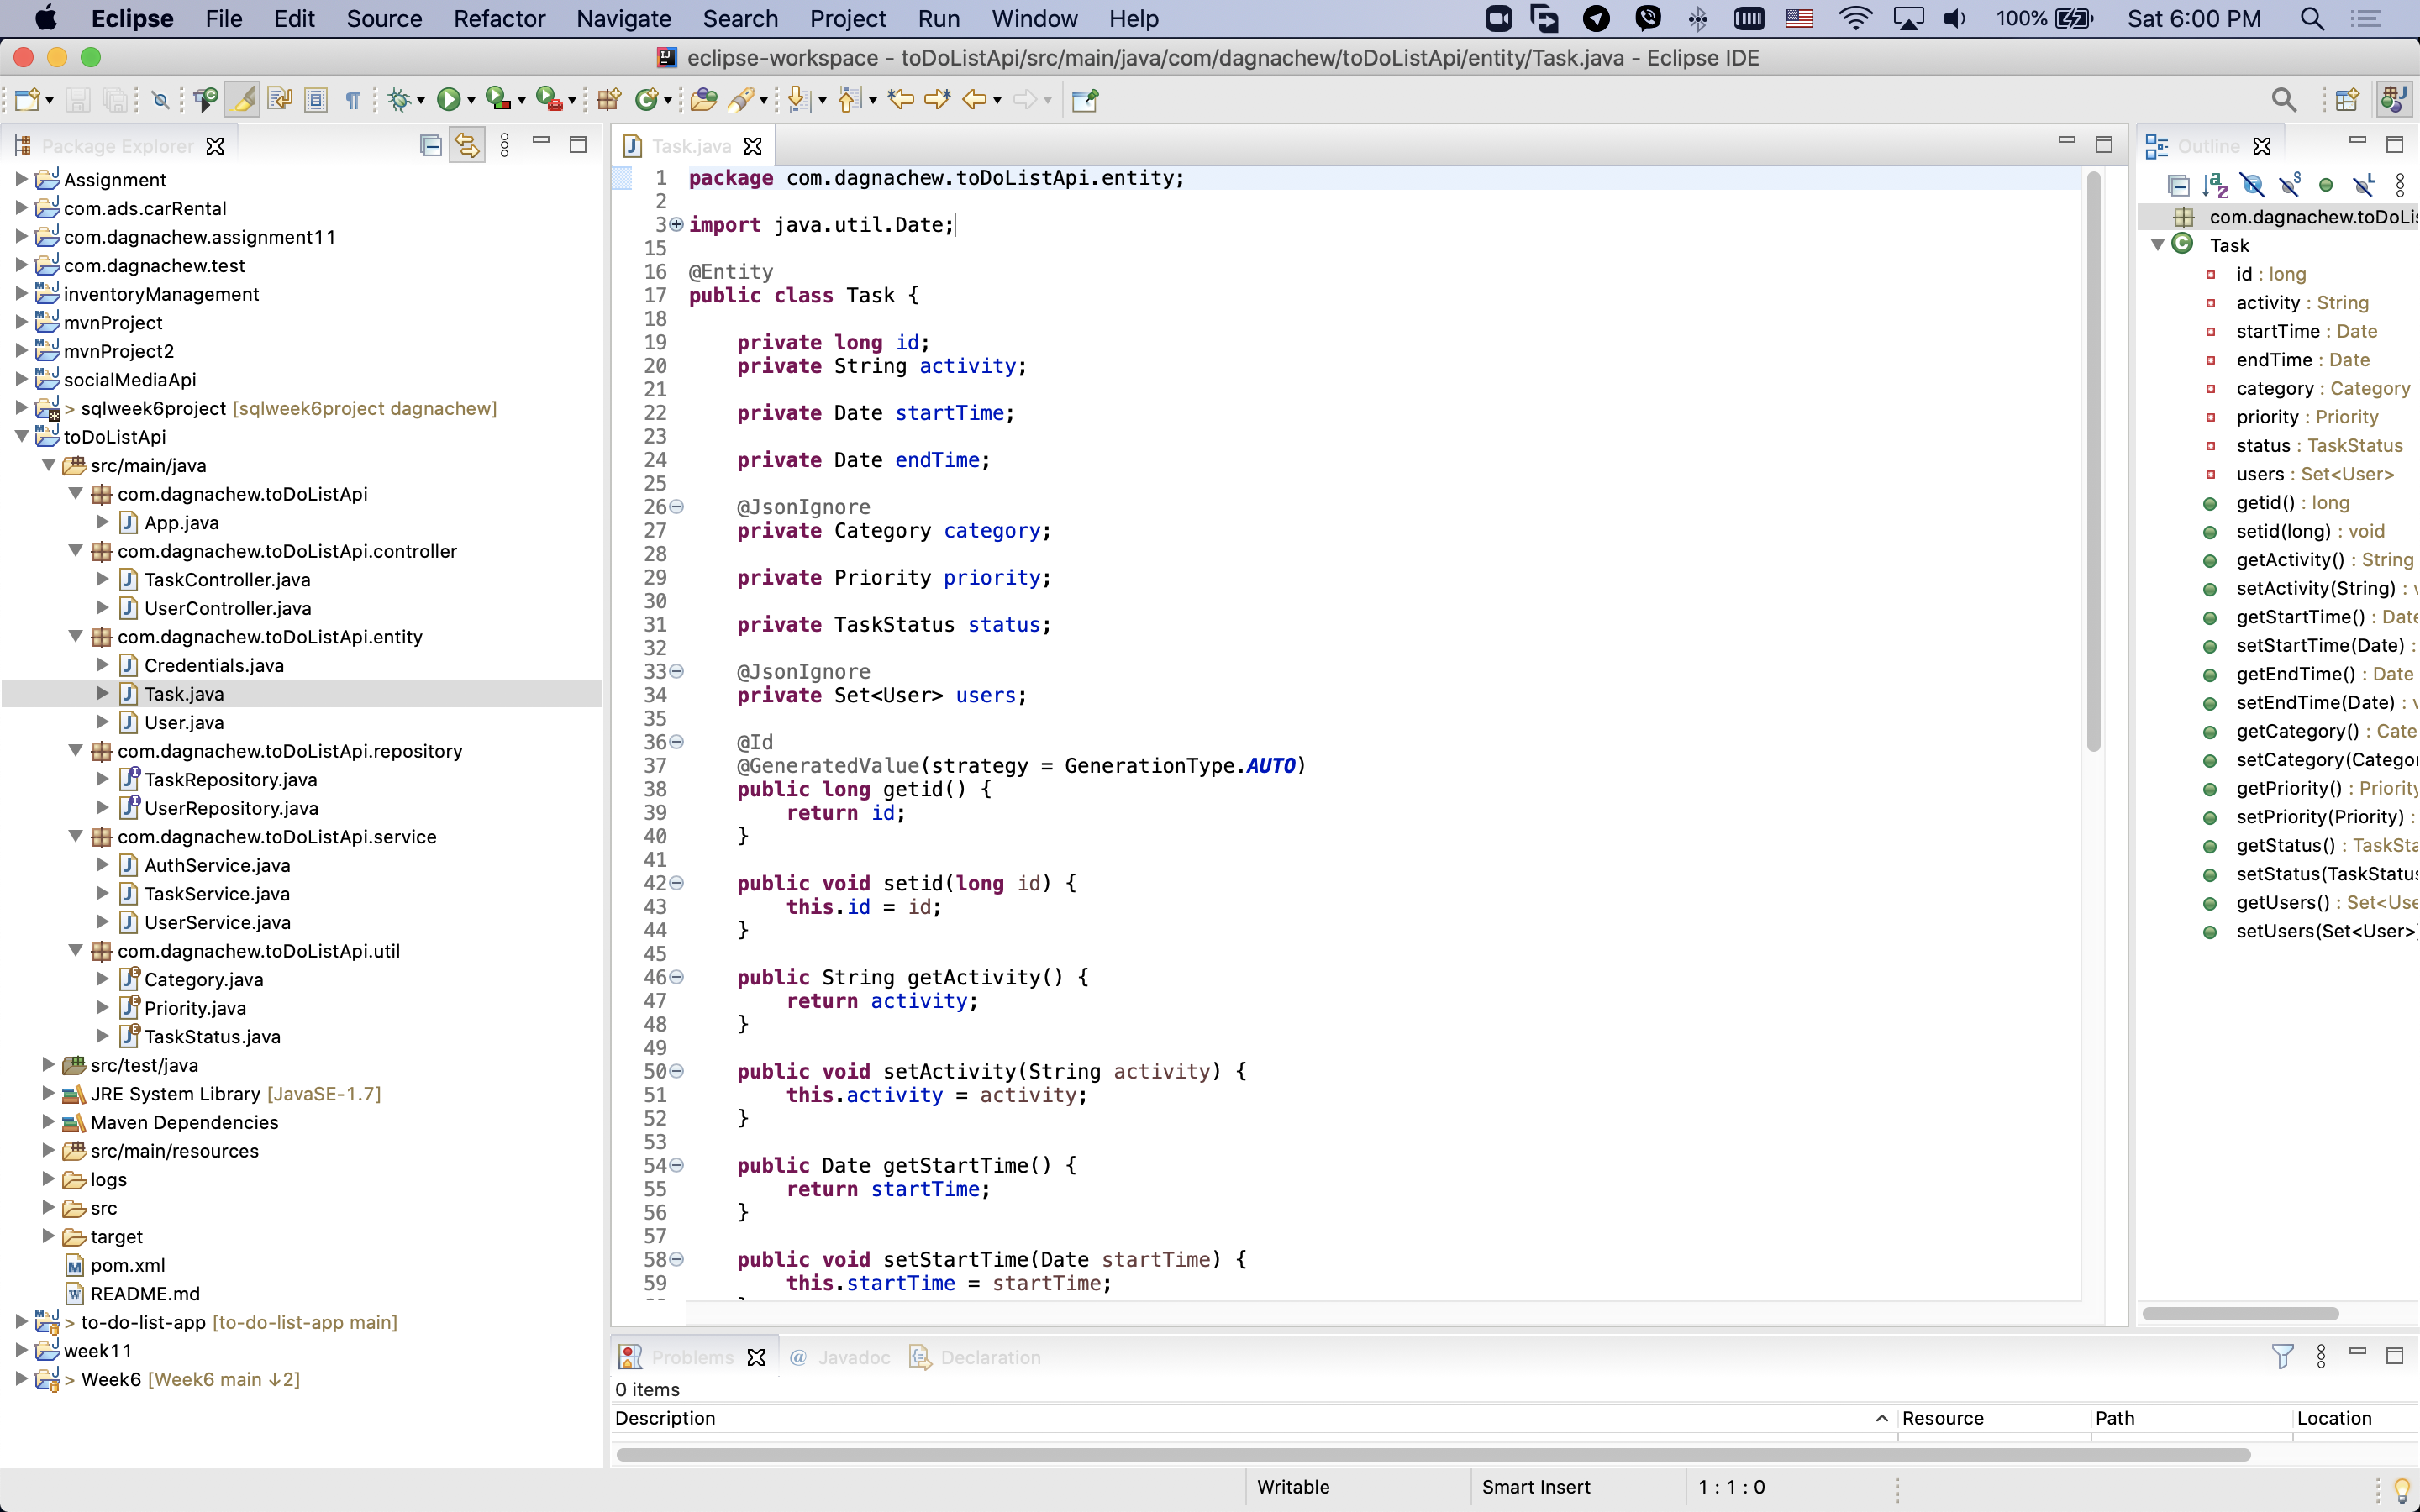 Eclipse File Edit Source Refactor Navigate Search Project Run Window Help 100% Sat 6:00 PM
eclipse-workspace - toDoListApi/src/main/java/com/dagnachew/toDoListApi/entity/Task.java - Eclipse IDE
Package Explorer
Assignment
com.ads.carRental
com.dagnachew.assignment11
com.dagnachew.test
inventoryManagement
mvnProject
mvnProject2
socialMediaApi
> sqlweek6project [sqlweek6project dagnachew]
toDoListApi
src/main/java
com.dagnachew.toDoListApi
App.java
com.dagnachew.toDoListApi.controller
TaskController.java
UserController.java
com.dagnachew.toDoListApi.entity
Credentials.java
Task.java
User.java
com.dagnachew.toDoListApi.repository
TaskRepository.java
UserRepository.java
com.dagnachew.toDoListApi.service
AuthService.java
TaskService.java
UserService.java
com.dagnachew.toDoListApi.util
Category.java
Priority.java
TaskStatus.java
src/test/java
JRE System Library [JavaSE-1.7]
Maven Dependencies
src/main/resources
logs
src
target
pom.xml
README.md
> to-do-list-app [to-do-list-app main]
week11
> Week6 [Week6 main ↓2]
Task.java
1 package com.dagnachew.toDoListApi.entity;
2
3 import java.util.Date;
15
16 @Entity
17 public class Task {
18
19 private long id;
20 private String activity;
21
22 private Date startTime;
23
24 private Date endTime;
25
26 @JsonIgnore
27 private Category category;
28
29 private Priority priority;
30
31 private TaskStatus status;
32
33 @JsonIgnore
34 private Set<User> users;
35
36 @Id
37 @GeneratedValue(strategy = GenerationType.AUTO)
38 public long getid() {
39 return id;
40 }
41
42 public void setid(long id) {
43 this.id = id;
44 }
45
46 public String getActivity() {
47 return activity;
48 }
49
50 public void setActivity(String activity) {
51 this.activity = activity;
52 }
53
54 public Date getStartTime() {
55 return startTime;
56 }
57
58 public void setStartTime(Date startTime) {
59 this.startTime = startTime;
Outline
com.dagnachew.toDoLis
Task
id : long
activity : String
startTime : Date
endTime : Date
category : Category
priority : Priority
status : TaskStatus
users : Set<User>
getid() : long
setid(long) : void
getActivity() : String
setActivity(String) : v
getStartTime() : Date
setStartTime(Date) :
getEndTime() : Date
setEndTime(Date) : v
getCategory() : Cate
setCategory(Categor
getPriority() : Priority
setPriority(Priority) :
getStatus() : TaskSta
setStatus(TaskStatus
getUsers() : Set<Use
setUsers(Set<User>
Problems @ Javadoc Declaration
0 items
Description Resource Path Location
Writable Smart Insert 1 : 1 : 0